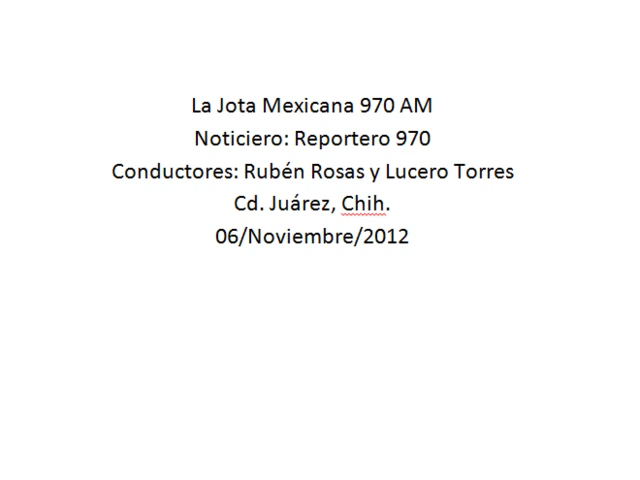 La Jota Mexicana 970 AM
Noticiero: Reportero 970
Conductores: Rubén Rosas y Lucero Torres
Cd. Juárez, Chih.
06/Noviembre/2012